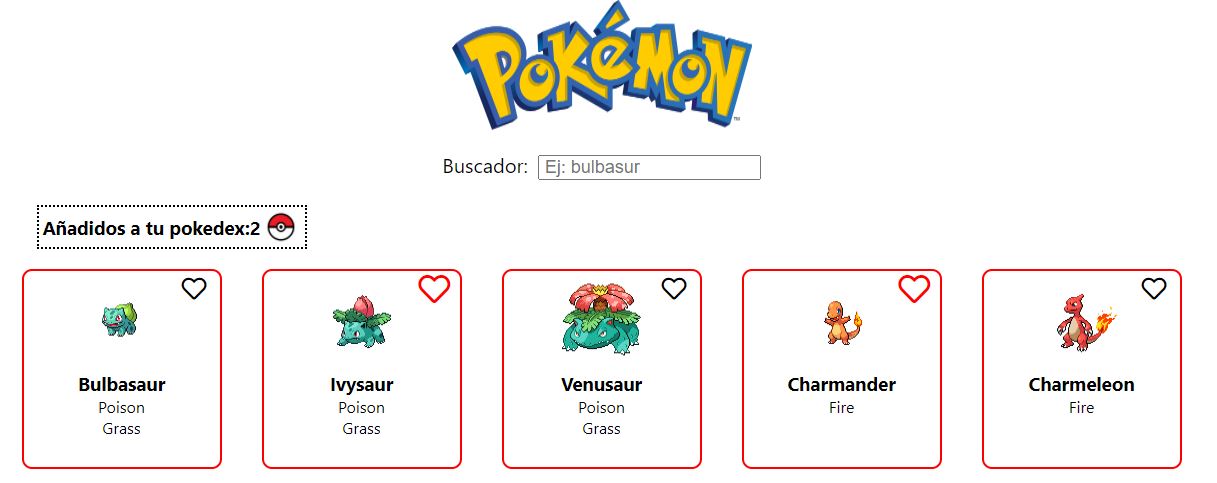 POKéMON
™
Buscador: Ej: bulbasur
Añadidos a tu pokedex:2
Bulbasaur
Poison
Grass
Ivysaur
Poison
Grass
Venusaur
Poison
Grass
Charmander
Fire
Charmeleon
Fire